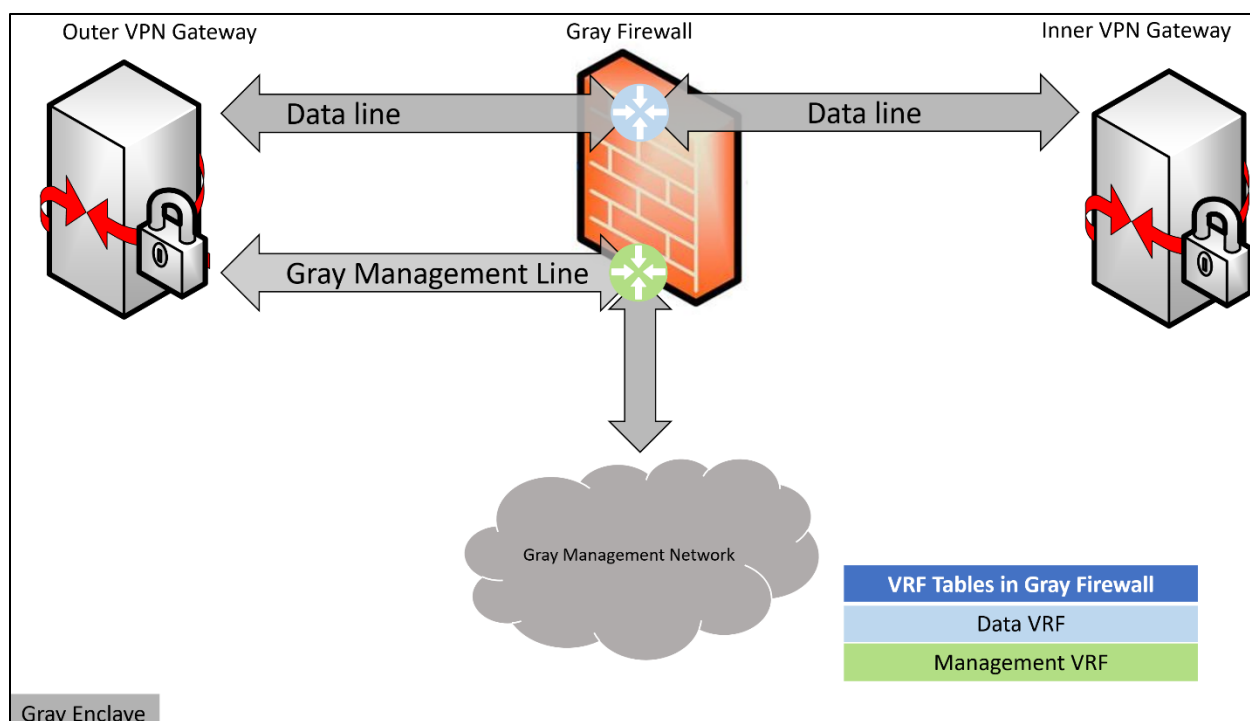 Outer VPN Gateway
Gray Firewall
Inner VPN Gateway
Data line
Data line
Gray Management Line
Gray Management Network
VRF Tables in Gray Firewall
Data VRF
Management VRF
Gray Enclave